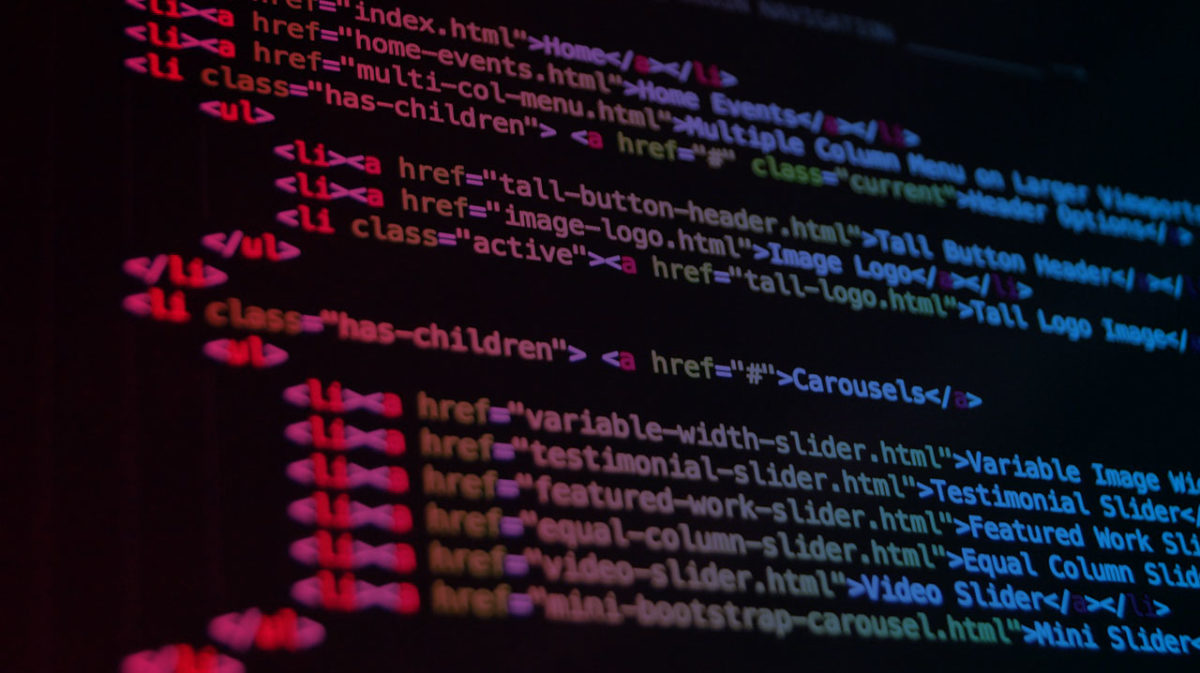 NAVIGATION
href="index.html">Home</a></li>
<li><a href="home-events.html">Home Events</a></li>
<li><a href="multi-col-menu.html">Multiple Column Menu on Larger Viewports
<li class="has-children"> <a href="#" class="current">Header Options</a>
<ul>
<li><a href="tall-button-header.html">Tall Button Header</a></
<li><a href="image-logo.html">Image Logo</a></li>
<li class="active"><a href="tall-logo.html">Tall Logo Image</
</ul>
</li>
<li class="has-children"> <a href="#">Carousels</a>
<ul>
<li><a href="variable-width-slider.html">Variable Image
<li><a href="testimonial-slider.html">Testimonial Slider</
<li><a href="featured-work-slider.html">Featured Work
<li><a href="equal-column-slider.html">Equal Column
<li><a href="video-slider.html">Video Slider</a></li>
<li><a href="mini-bootstrap-carousel.html">Mini Slider<
</ul>
</li>